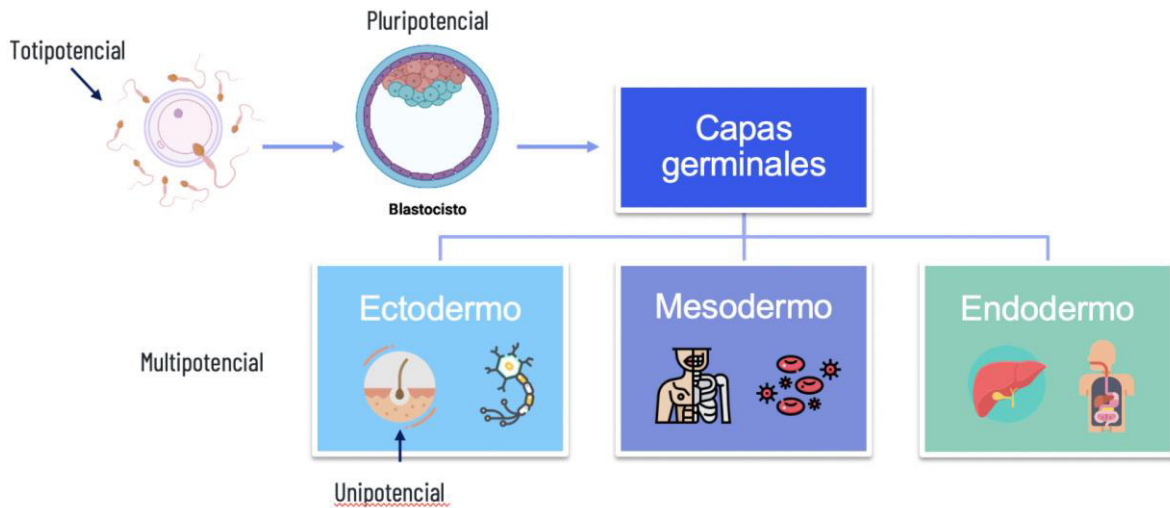 Pluripotencial
Totipotencial
Blastocisto
Capas
germinales
Ectodermo
Mesodermo
Endodermo
Multipotencial
Unipotencial